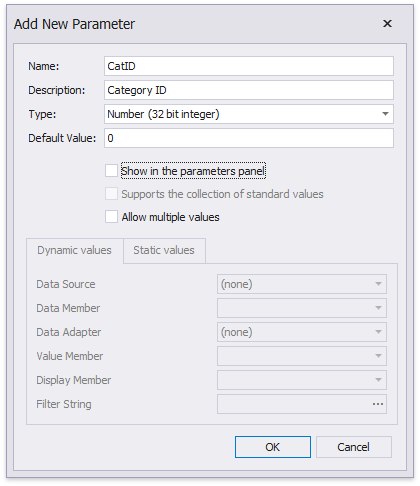 Add New Parameter
Name: CatID
Description: Category ID
Type: Number (32 bit integer)
Default Value: 0
Show in the parameters panel
Supports the collection of standard values
Allow multiple values
Dynamic values Static values
Data Source (none)
Data Member
Data Adapter (none)
Value Member
Display Member
Filter String ...
OK Cancel